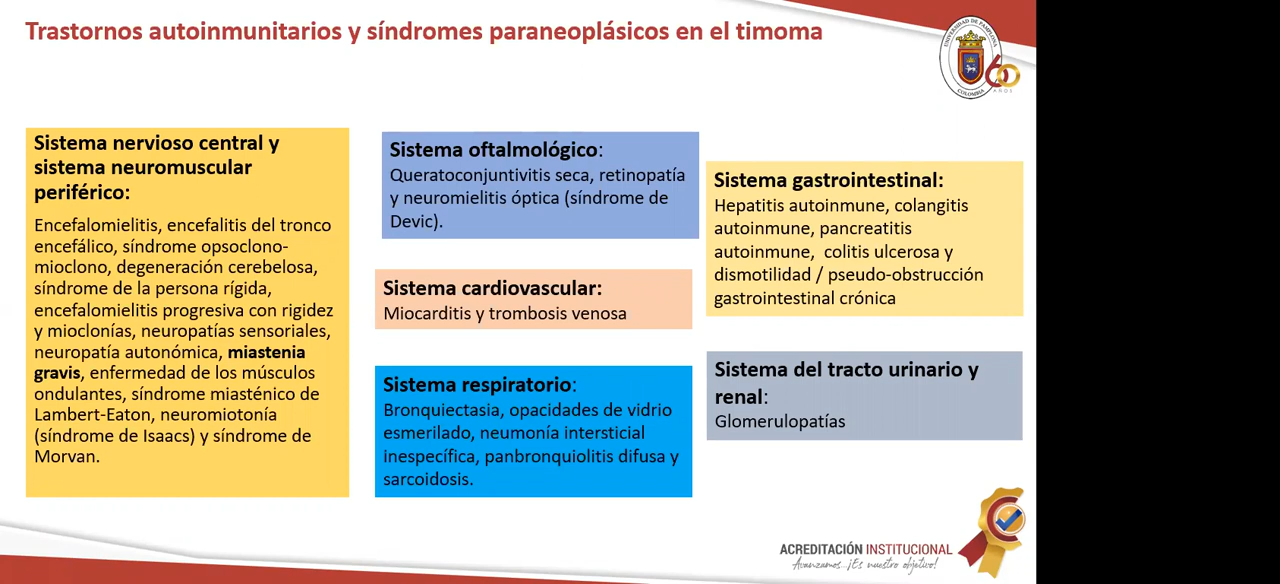 Trastornos autoinmunitarios y síndromes paraneoplásicos en el timoma
UNIVERSIDAD DE PAMPLONA
COLOMBIA
60
AÑOS
Sistema nervioso central y
sistema neuromuscular
periférico:
Encefalomielitis, encefalitis del tronco
encefálico, síndrome opsoclono-
mioclono, degeneración cerebelosa,
síndrome de la persona rígida,
encefalomielitis progresiva con rigidez
y mioclonías, neuropatías sensoriales,
neuropatía autonómica, miastenia
gravis, enfermedad de los músculos
ondulantes, síndrome miasténico de
Lambert-Eaton, neuromiotonía
(síndrome de Isaacs) y síndrome de
Morvan.
Sistema oftalmológico:
Queratoconjuntivitis seca, retinopatía
y neuromielitis óptica (síndrome de
Devic).
Sistema cardiovascular:
Miocarditis y trombosis venosa
Sistema respiratorio:
Bronquiectasia, opacidades de vidrio
esmerilado, neumonía intersticial
inespecífica, panbronquiolitis difusa y
sarcoidosis.
Sistema gastrointestinal:
Hepatitis autoinmune, colangitis
autoinmune, pancreatitis
autoinmune, colitis ulcerosa y
dismotilidad / pseudo-obstrucción
gastrointestinal crónica
Sistema del tracto urinario y
renal:
Glomerulopatías
ACREDITACIÓN INSTITUCIONAL
Avanzamos...¡Es nuestro objetivo!